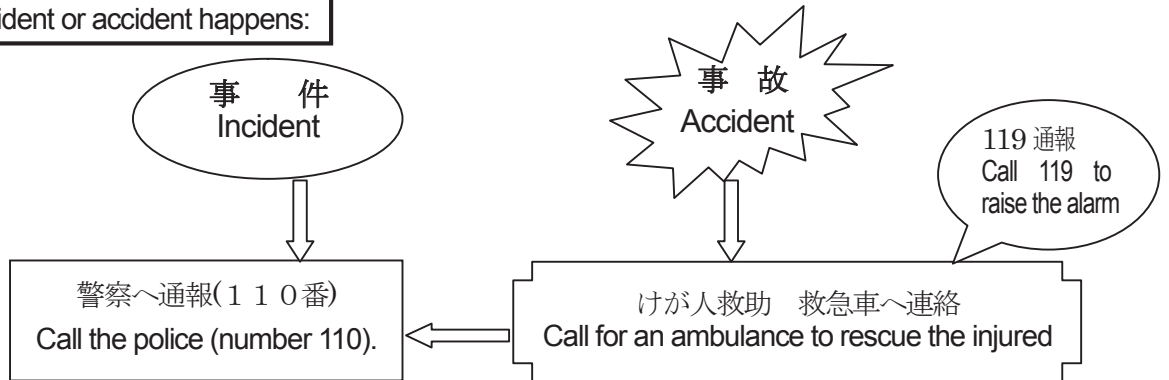 or accident happens:
事 件
Incident
事 故
Accident
119 通報
Call 119 to
raise the alarm
警察へ通報(１１０番)
Call the police (number 110).
けが人救助 救急車へ連絡
Call for an ambulance to rescue the injured